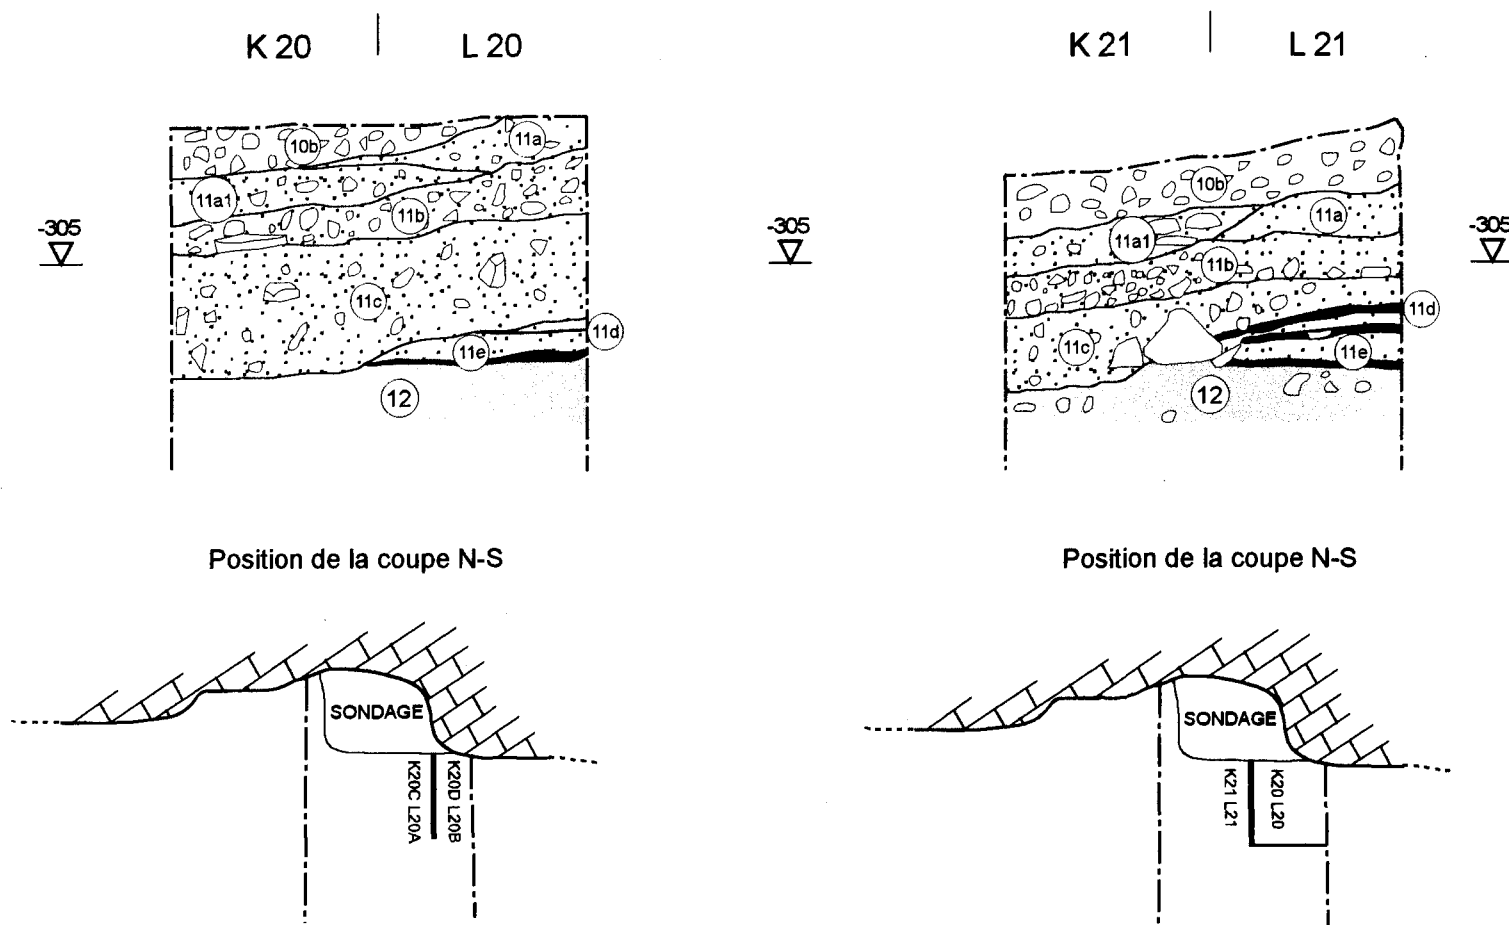 K 20 L 20
10b
11a
11a1
11b
-305
11c
11d
11e
12
Position de la coupe N-S
SONDAGE
K20C L20A
K20D L20B
K 21 L 21
10b
11a
11a1
11b
-305
-305
11d
11c
11e
12
Position de la coupe N-S
SONDAGE
K21 L21
K20 L20